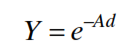 Y = e^{-Ad}